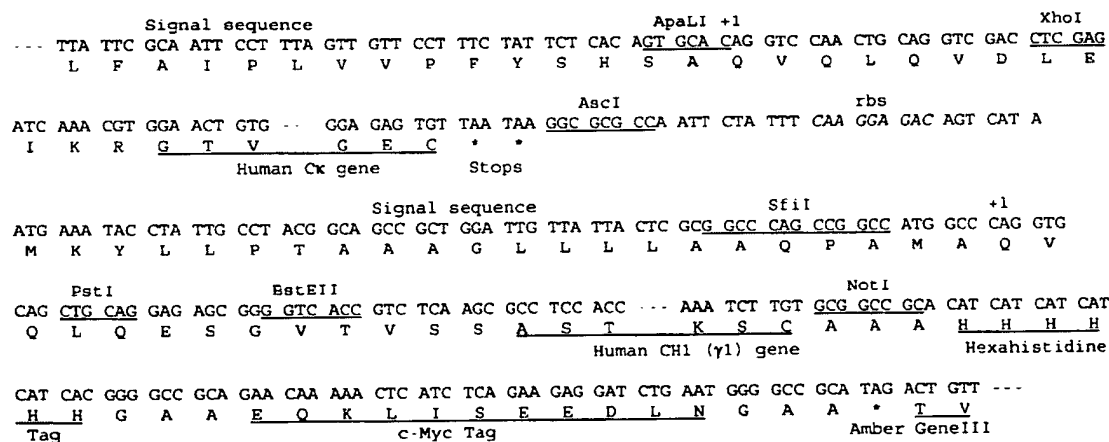 Signal sequence ApaLI +1 XhoI
--- TTA TTC GCA ATT CCT TTA GTT GTT CCT TTC TAT TCT CAC AGT GCA CAG GTC CAA CTG CAG GTC GAC CTC GAG
L F A I P L V V P F Y S H S A Q V Q L Q V D L E
AscI rbs
ATC AAA CGT GGA ACT GTG -- GGA GAG TGT TAA TAA GGC GCG CCA ATT CTA TTT CAA GGA GAC AGT CAT A
I K R G T V G E C * *
Human Cκ gene Stops
Signal sequence SfiI +1
ATG AAA TAC CTA TTG CCT ACG GCA GCC GCT GGA TTG TTA TTA CTC GCG GCC CAG CCG GCC ATG GCC CAG GTG
M K Y L L P T A A A G L L L L A A Q P A M A Q V
PstI BstEII NotI
CAG CTG CAG GAG AGC GGG GTC ACC GTC TCA AGC GCC TCC ACC --- AAA TCT TGT GCG GCC GCA CAT CAT CAT CAT
Q L Q E S G V T V S S A S T K S C A A A H H H H
Human CH1 (γ1) gene Hexahistidine
CAT CAC GGG GCC GCA GAA CAA AAA CTC ATC TCA GAA GAG GAT CTG AAT GGG GCC GCA TAG ACT GTT ---
H H G A A E Q K L I S E E D L N G A A * T V
Tag c-Myc Tag Amber GeneIII